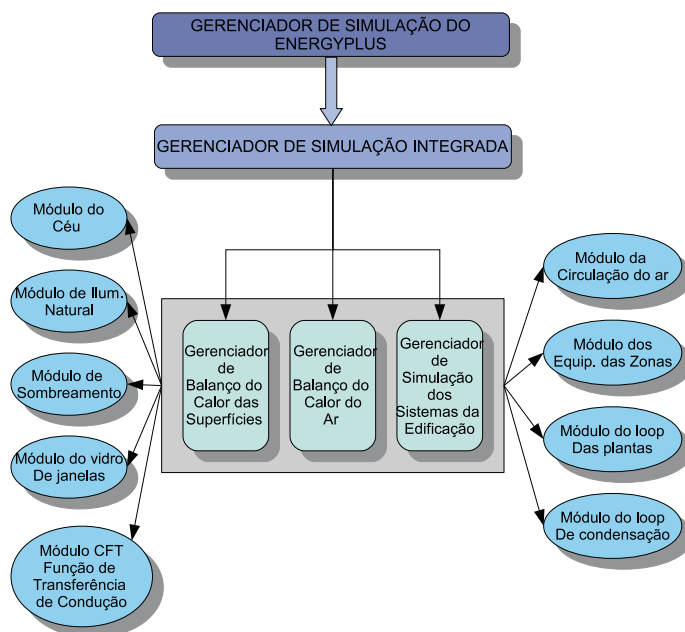 GERENCIADOR DE SIMULAÇÃO DO
ENERGYPLUS
GERENCIADOR DE SIMULAÇÃO INTEGRADA
Módulo do
Céu
Módulo de Ilum.
Natural
Módulo de
Sombreamento
Módulo do vidro
De janelas
Módulo CFT
Função de
Transferência
de Condução
Gerenciador
de
Balanço do
Calor das
Superfícies
Gerenciador
de
Balanço do
Calor do
Ar
Gerenciador
de
Simulação
dos
Sistemas da
Edificação
Módulo da
Circulação do ar
Módulo dos
Equip. das Zonas
Módulo do loop
Das plantas
Módulo do loop
De condensação